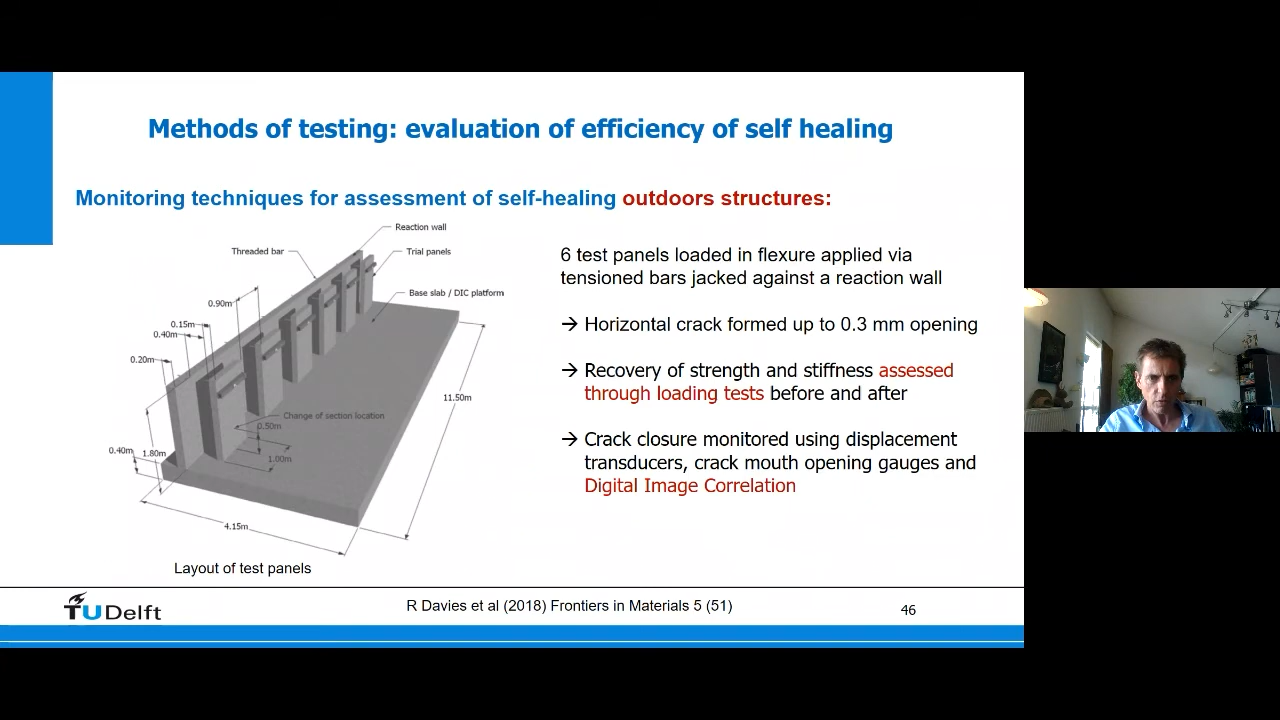 Methods of testing: evaluation of efficiency of self healing
Monitoring techniques for assessment of self-healing outdoors structures:
Reaction wall
Threaded bar
Trial panels
Base slab / DIC platform
0.90m
0.15m
0.40m
0.20m
Change of section location
0.50m
11.50m
1.00m
0.40m
1.80m
4.15m
Layout of test panels
6 test panels loaded in flexure applied via
tensioned bars jacked against a reaction wall
→ Horizontal crack formed up to 0.3 mm opening
→ Recovery of strength and stiffness assessed
through loading tests before and after
→ Crack closure monitored using displacement
transducers, crack mouth opening gauges and
Digital Image Correlation
TUDelft
R Davies et al (2018) Frontiers in Materials 5 (51)
46